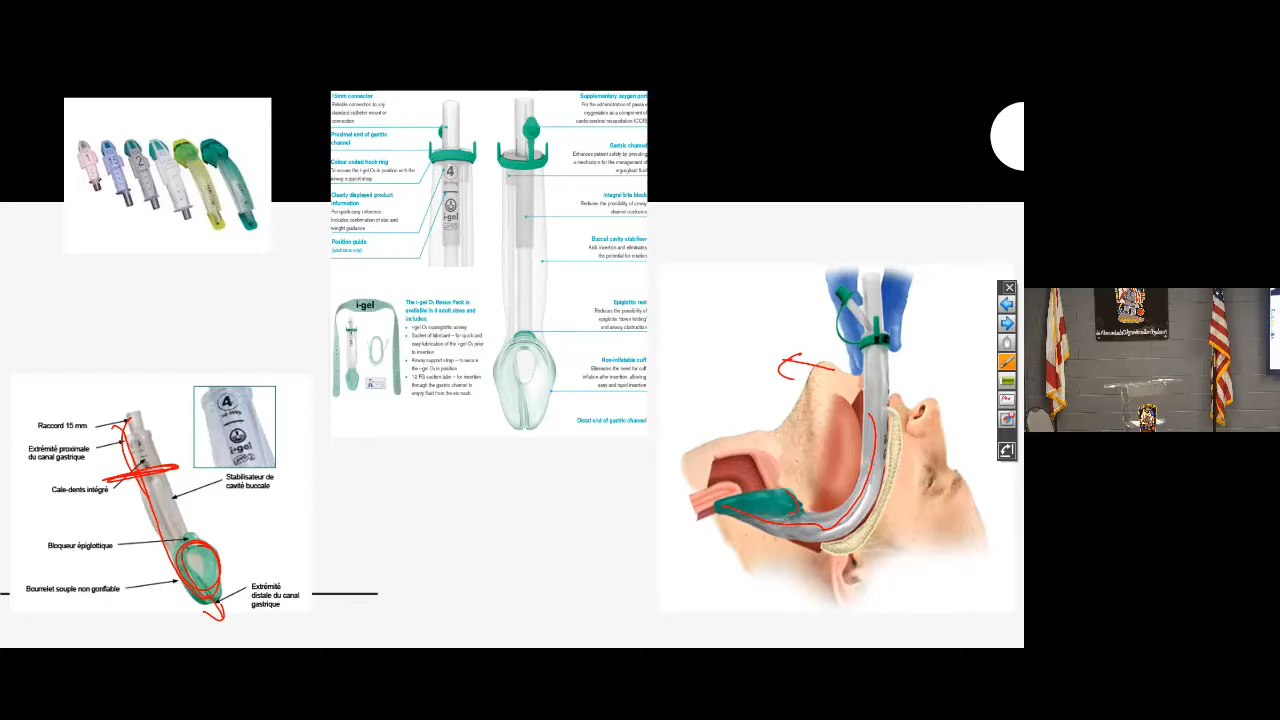 15mm connector
Reliable connection to any
standard catheter mount or
connection
Proximal end of gastric
channel
Colour coded hook ring
To secure the i-gel O₂ in position with the
airway support strap.
Clearly displayed product
information
For quick easy reference.
Includes confirmation of size and
weight guidance.
Position guide
(adult sizes only)
4
i-gel
Supplementary oxygen port
For the administration of passive
oxygenation as a component of
cardio cerebral resuscitation (CCR)
Gastric channel
Enhances patient safety by providing
a mechanism for the management of
regurgitant fluid
Integral bite block
Reduces the possibility of airway
channel occlusion
Buccal cavity stabiliser
Aids insertion and eliminates
the potential for rotation
Epiglottic rest
Reduces the possibility of
epiglottis 'down folding'
and airway obstruction
Non-inflatable cuff
Eliminates the need for cuff
inflation after insertion, allowing
easy and rapid insertion
Distal end of gastric channel
i-gel
The i-gel O₂ Resus Pack is
available in 3 adult sizes and
includes:
• i-gel O₂ supraglottic airway
• Sachet of lubricant – for quick and
easy lubrication of the i-gel O₂ prior
to insertion
• Airway support strap – to secure
the i-gel O₂ in position
• 12 FG suction tube – for insertion
through the gastric channel to
empty fluid from the stomach.
2
4
i-gel
Raccord 15 mm
Extrémité proximale
du canal gastrique
Cale-dents intégré
Stabilisateur de
cavité buccale
Bloqueur épiglottique
Bourrelet souple non gonflable
Extrémité
distale du canal
gastrique